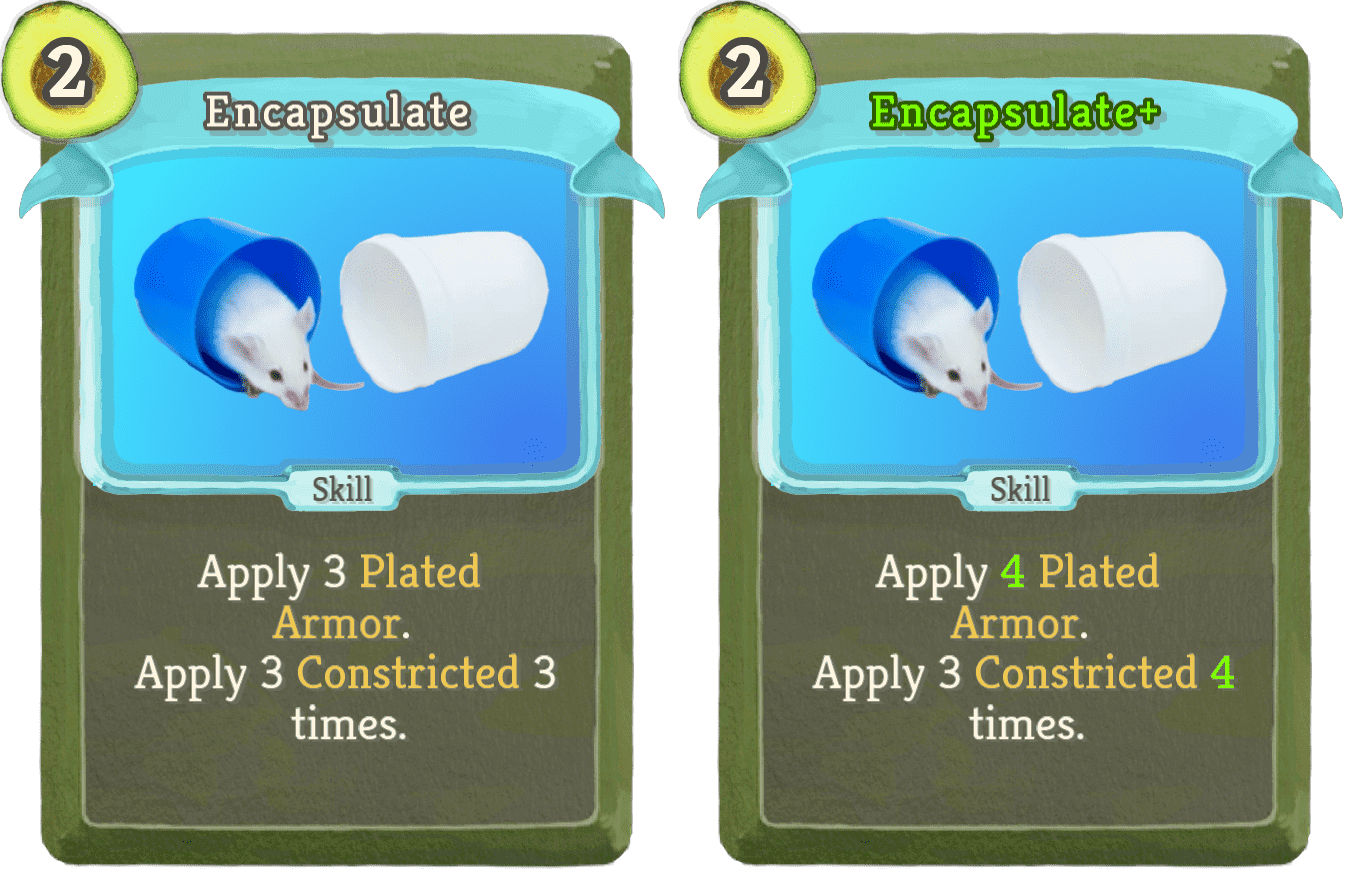 2
Encapsulate
Skill
Apply 3 Plated
Armor.
Apply 3 Constricted 3
times.
2
Encapsulate+
Skill
Apply 4 Plated
Armor.
Apply 3 Constricted 4
times.